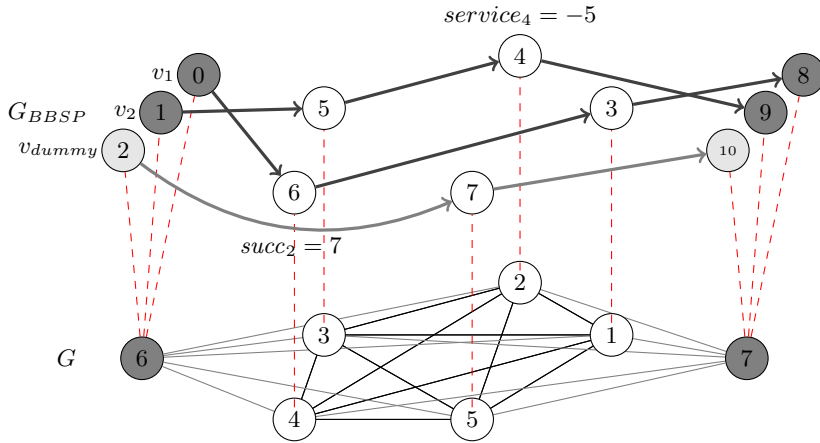 service₄ = −5
v₁ 0 4 8
G_BBSP v₂ 1 5 3 9
v_dummy 2 6 7 10
succ₂ = 7
2
G 6 3 1 7
4 5